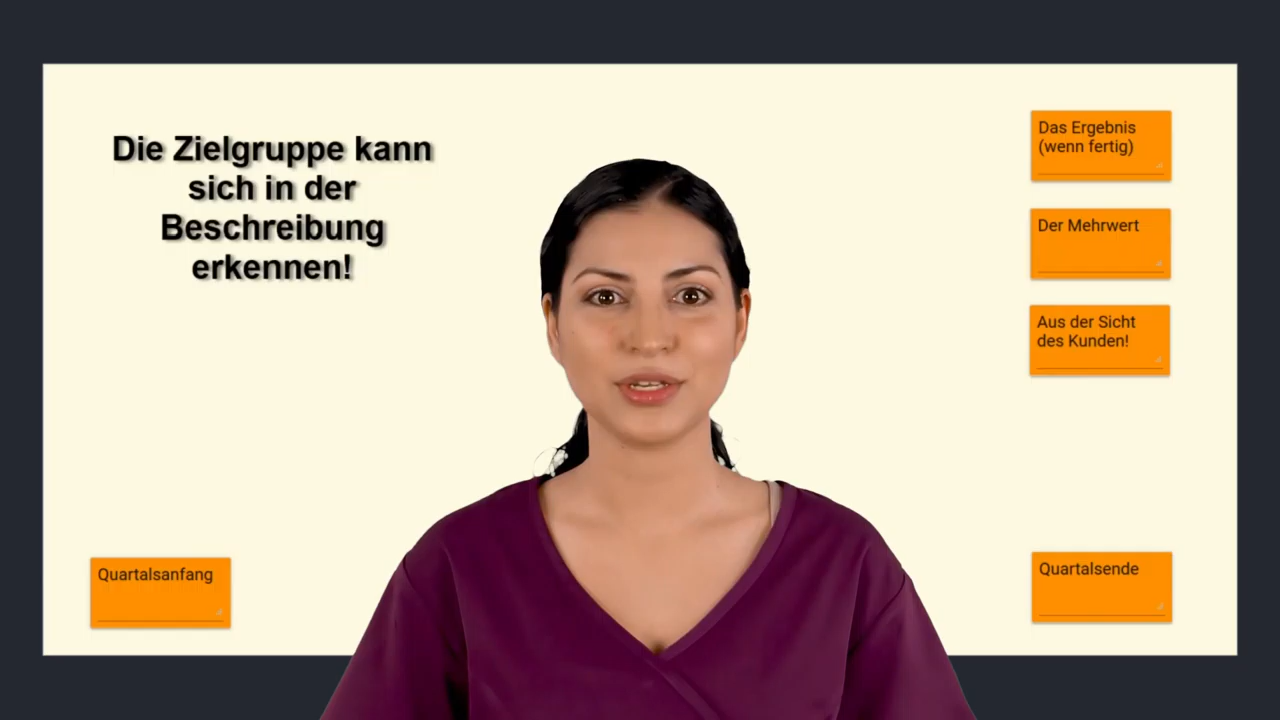 Die Zielgruppe kann
sich in der
Beschreibung
erkennen!
Das Ergebnis
(wenn fertig)
Der Mehrwert
Aus der Sicht
des Kunden!
Quartalsanfang
Quartalsende